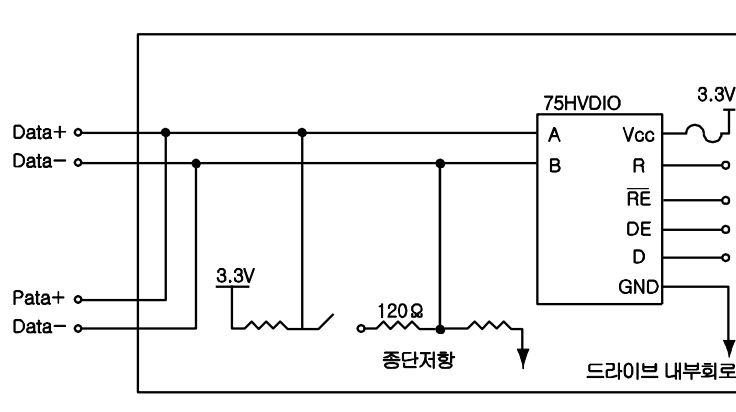 75HVDIO
3.3V
Data+
A
Vcc
Data−
B
R
RE
DE
D
GND
3.3V
Pata+
Data−
120Ω
종단저항
드라이브 내부회로